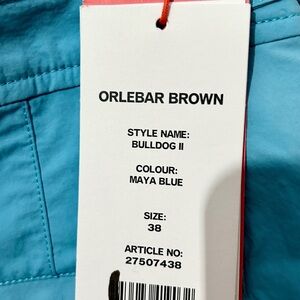 ORLEBAR BROWN
STYLE NAME:
BULLDOG II
COLOUR:
MAYA BLUE
SIZE:
38
ARTICLE NO:
27507438